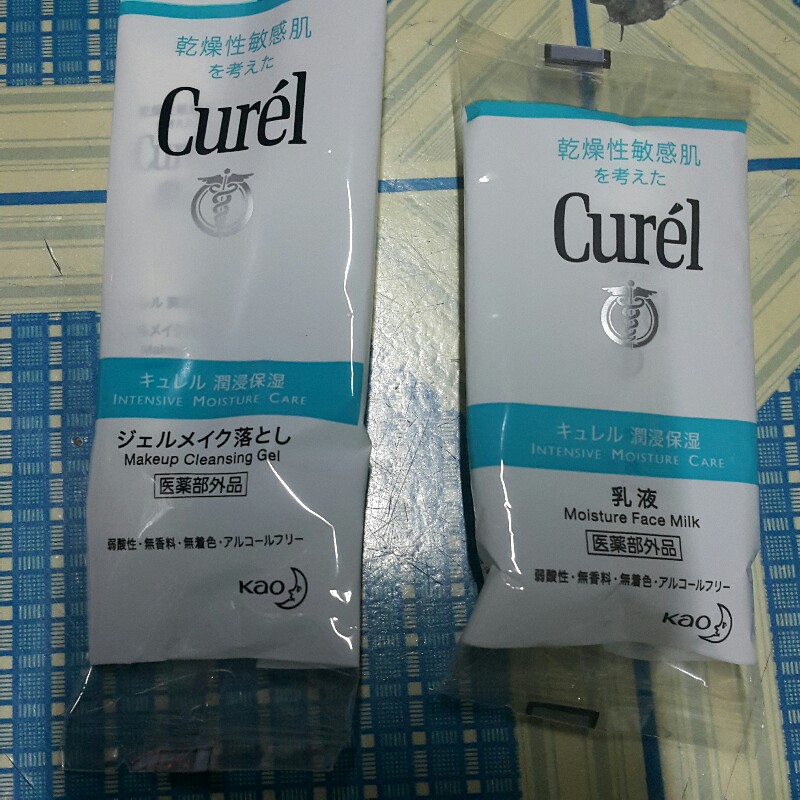 乾燥性敏感肌
を考えた
Curél
キュレル 潤浸保湿
INTENSIVE MOISTURE CARE
ジェルメイク落とし
Makeup Cleansing Gel
医薬部外品
弱酸性・無香料・無着色・アルコールフリー
Kao
乾燥性敏感肌
を考えた
Curél
キュレル 潤浸保湿
INTENSIVE MOISTURE CARE
乳液
Moisture Face Milk
医薬部外品
弱酸性・無香料・無着色・アルコールフリー
Kao